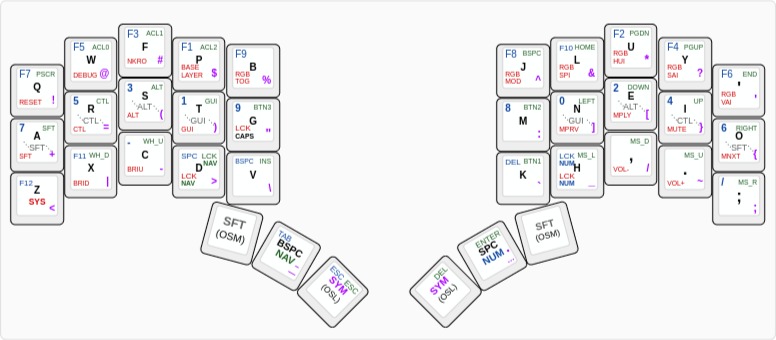 F7 PSCR
Q
RESET !
F5 ACL0
W
DEBUG @
F3 ACL1
F
NKRO #
F1 ACL2
P
BASE
LAYER $
F9
B
RGB
TOG %
F8 BSPC
J
RGB
MOD ^
F10 HOME
L
RGB
SPI &
F2 PGDN
U
RGB
HUI *
F4 PGUP
Y
RGB
SAI ?
F6 END
'
RGB
VAI `
7 SFT
A
SFT
SFT +
5 CTL
R
CTL
CTL =
3 ALT
S
ALT
ALT (
1 GUI
T
GUI
GUI )
9 BTN3
G
LCK "
CAPS
8 BTN2
M
:
0 LEFT
N
GUI
MPRV ]
2 DOWN
E
ALT
MPLY [
4 UP
I
CTL
MUTE }
6 RIGHT
O
SFT
MNXT {
F12
Z
SYS
<
F11 WH_D
X
BRID |
- WH_U
C
BRIU -
SPC LCK
NAV
D
LCK
NAV >
BSPC INS
V
\
DEL BTN1
K
LCK MS_L
NUM
H
LCK
NUM _
MS_D
,
VOL- /
MS_U
.
VOL+ ~
/ MS_R
;
;
SFT
(OSM)
TAB
BSPC
NAV
ESC ESC
SYM
(OSL)
DEL
SYM
(OSL)
ENTER
SPC
NUM
SFT
(OSM)